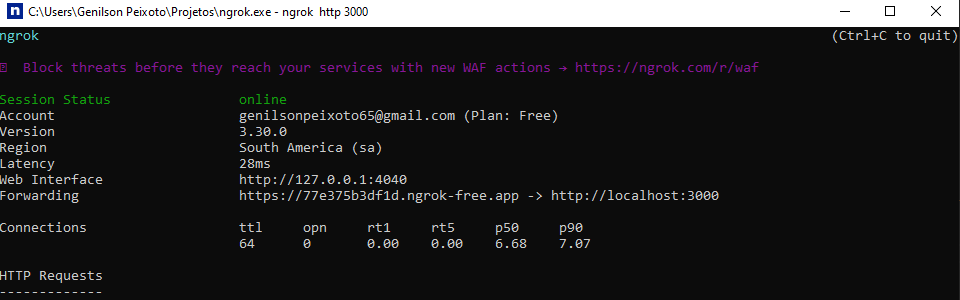 C:\Users\Genilson Peixoto\Projetos\ngrok.exe - ngrok http 3000
ngrok (Ctrl+C to quit)
Block threats before they reach your services with new WAF actions → https://ngrok.com/r/waf
Session Status online
Account genilsonpeixoto65@gmail.com (Plan: Free)
Version 3.30.0
Region South America (sa)
Latency 28ms
Web Interface http://127.0.0.1:4040
Forwarding https://77e375b3df1d.ngrok-free.app -> http://localhost:3000
Connections ttl opn rt1 rt5 p50 p90
64 0 0.00 0.00 6.68 7.07
HTTP Requests
-------------